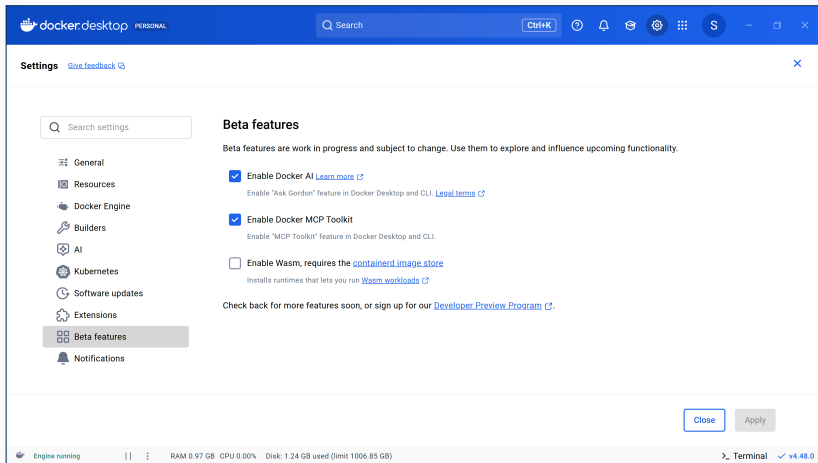 docker.desktop PERSONAL
Search
Ctrl+K
S
Settings
Give feedback
Search settings
General
Resources
Docker Engine
Builders
AI
Kubernetes
Software updates
Extensions
Beta features
Notifications
Beta features
Beta features are work in progress and subject to change. Use them to explore and influence upcoming functionality.
Enable Docker AI Learn more
Enable "Ask Gordon" feature in Docker Desktop and CLI. Legal terms
Enable Docker MCP Toolkit
Enable "MCP Toolkit" feature in Docker Desktop and CLI.
Enable Wasm, requires the containerd image store
Installs runtimes that lets you run Wasm workloads
Check back for more features soon, or sign up for our Developer Preview Program.
Close
Apply
Engine running
RAM 0.97 GB CPU 0.00% Disk: 1.24 GB used (limit 1006.85 GB)
>_ Terminal
v4.48.0